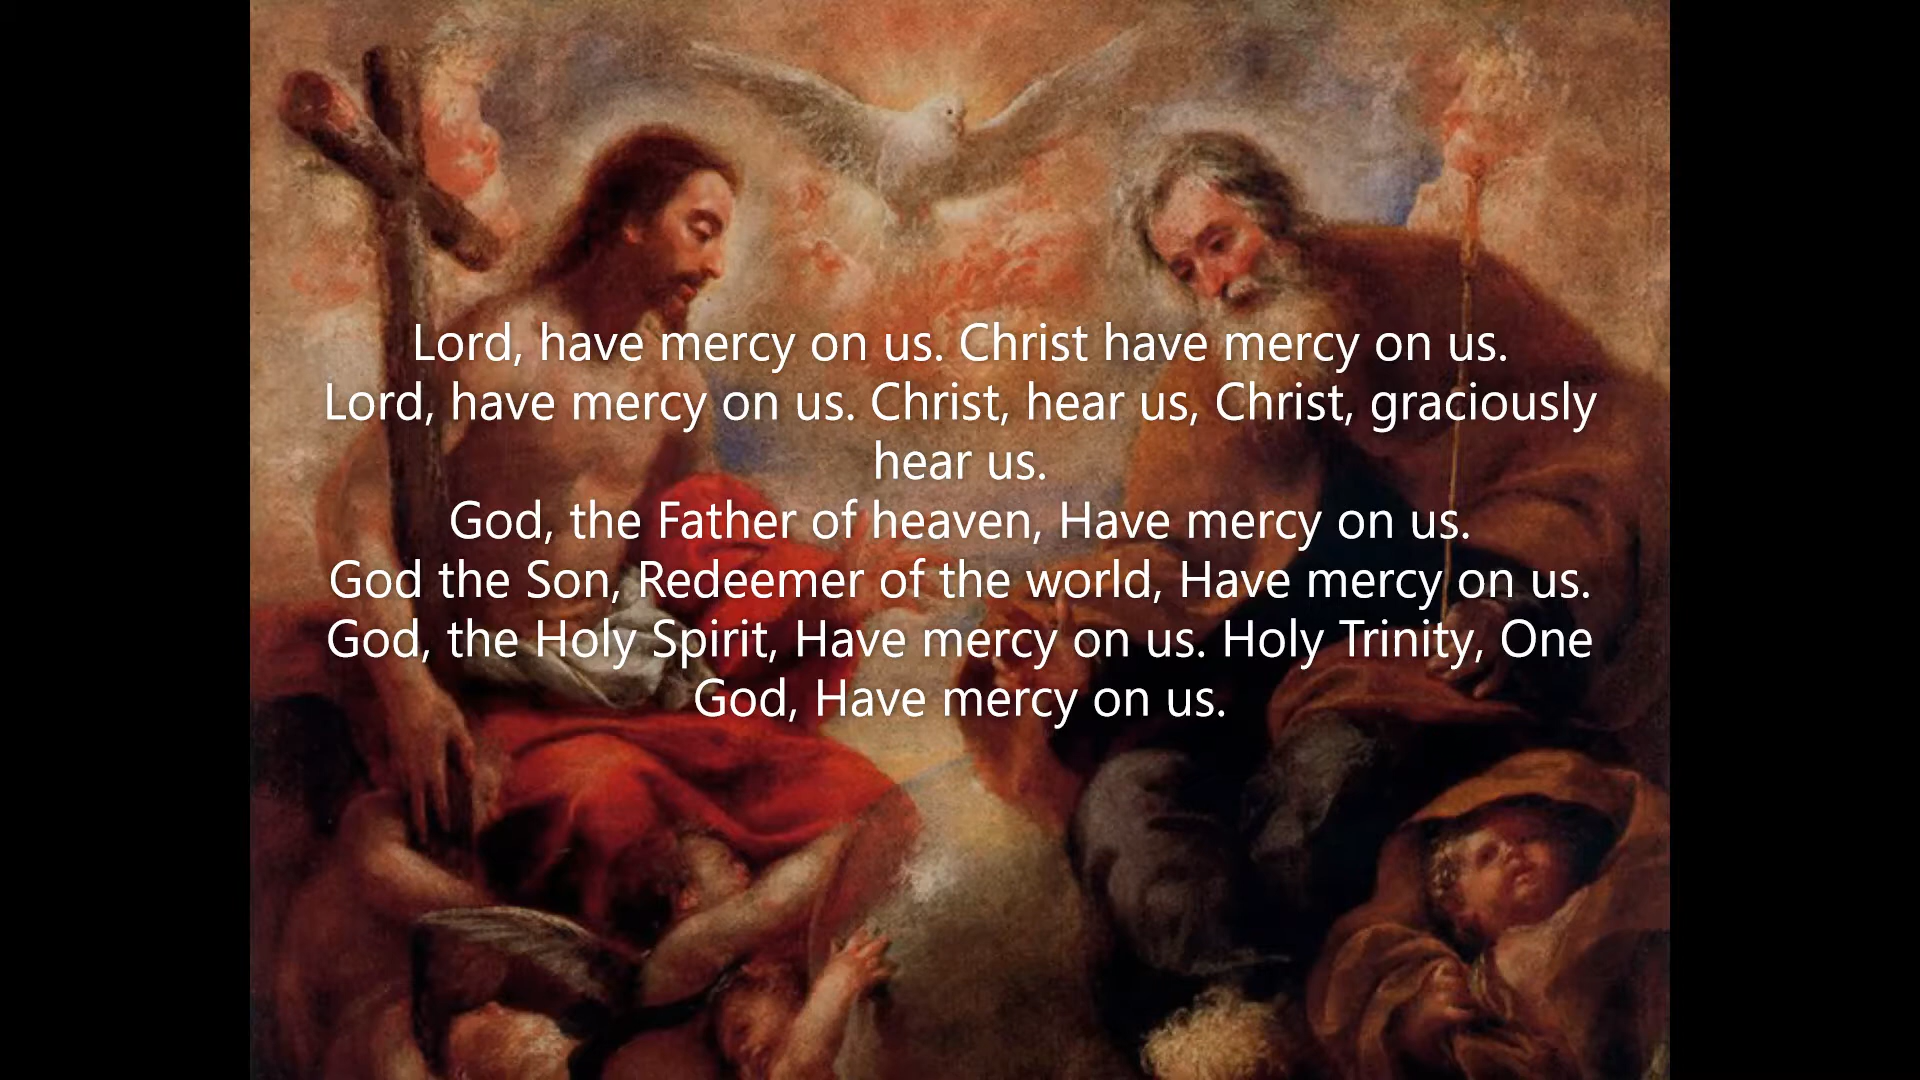 Lord, have mercy on us. Christ have mercy on us.
Lord, have mercy on us. Christ, hear us, Christ, graciously
hear us.
God, the Father of heaven, Have mercy on us.
God the Son, Redeemer of the world, Have mercy on us.
God, the Holy Spirit, Have mercy on us. Holy Trinity, One
God, Have mercy on us.